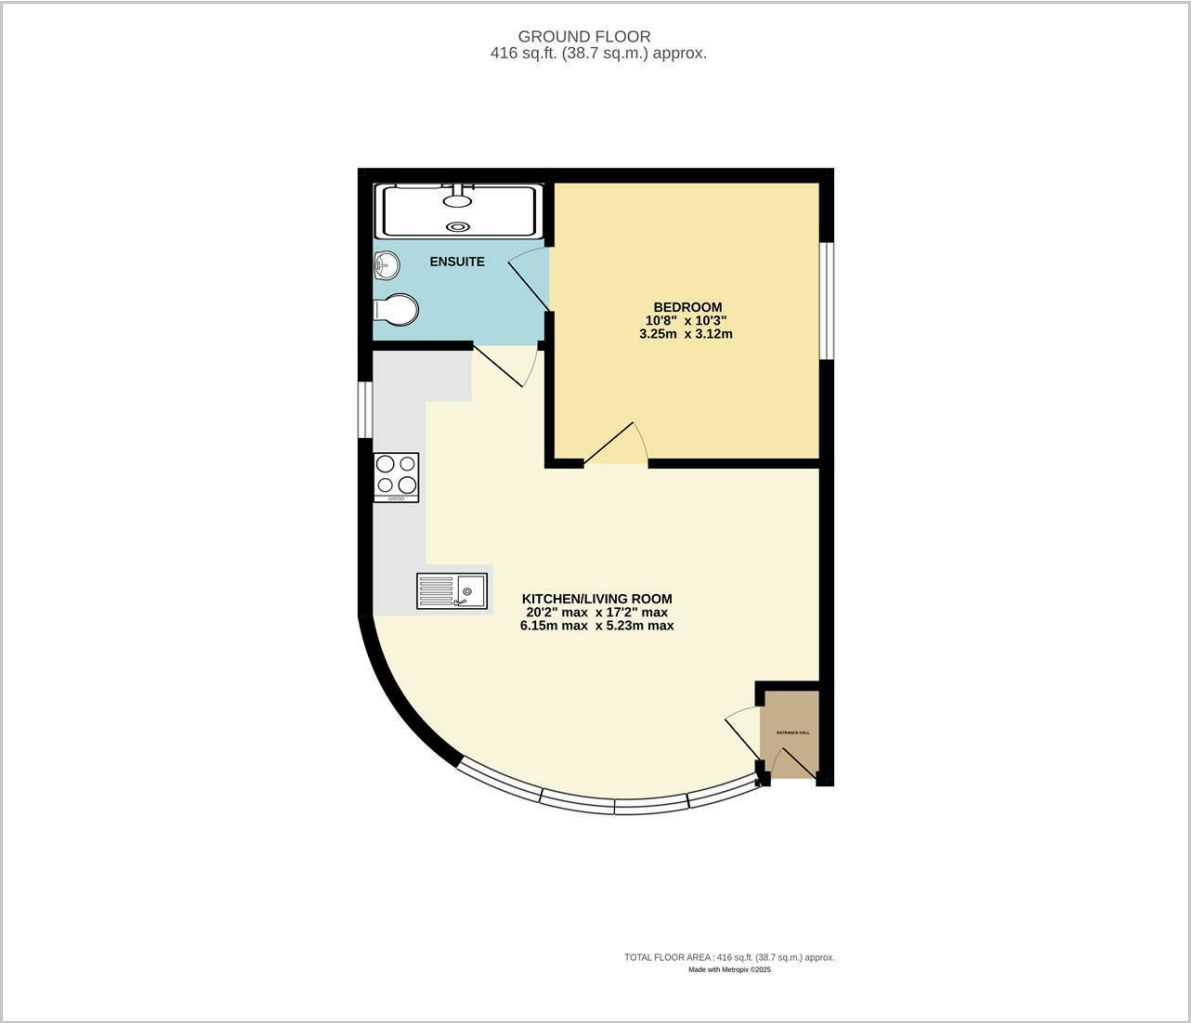 GROUND FLOOR
416 sq.ft. (38.7 sq.m.) approx.
ENSUITE
BEDROOM
10'8" x 10'3"
3.25m x 3.12m
KITCHEN/LIVING ROOM
20'2" max x 17'2" max
6.15m max x 5.23m max
ENTRANCE HALL
TOTAL FLOOR AREA : 416 sq.ft. (38.7 sq.m.) approx.
Made with Metropix ©2025